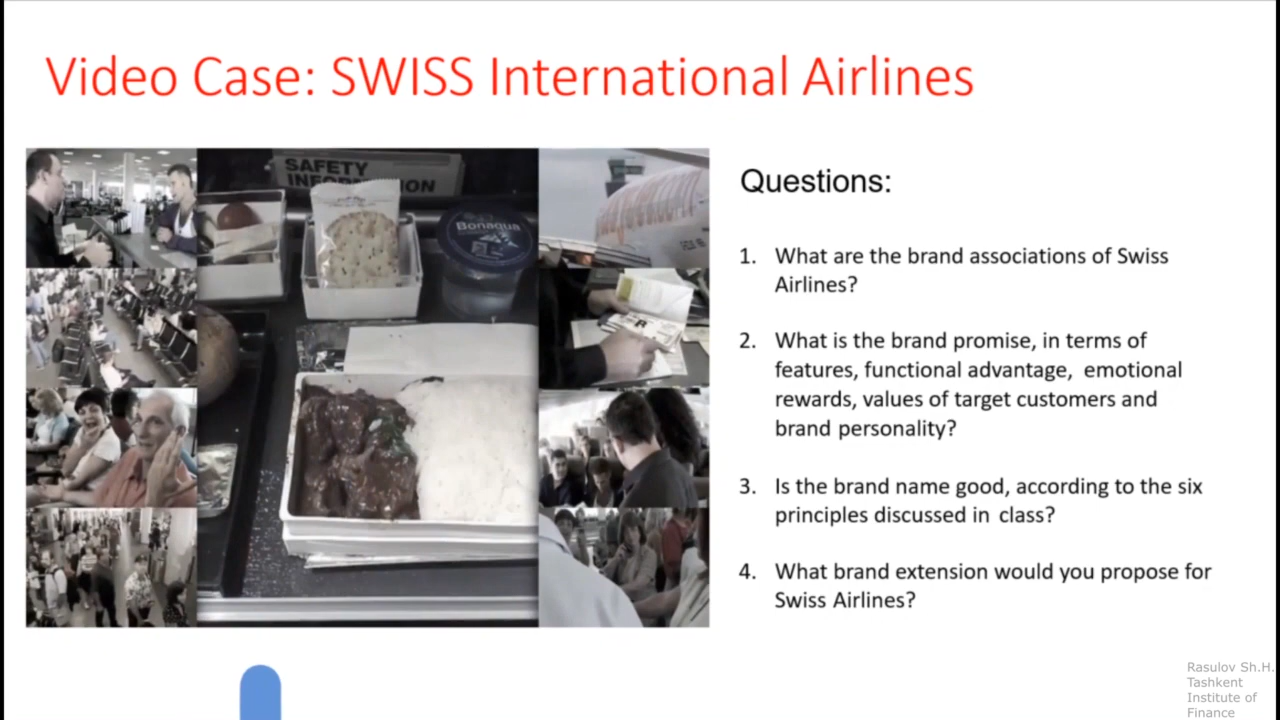 Video Case: SWISS International Airlines
SAFETY
INFORMATION
Bonaqua
Questions:
1. What are the brand associations of Swiss
Airlines?
2. What is the brand promise, in terms of
features, functional advantage, emotional
rewards, values of target customers and
brand personality?
3. Is the brand name good, according to the six
principles discussed in class?
4. What brand extension would you propose for
Swiss Airlines?
Rasulov Sh.H.
Tashkent
Institute of
Finance